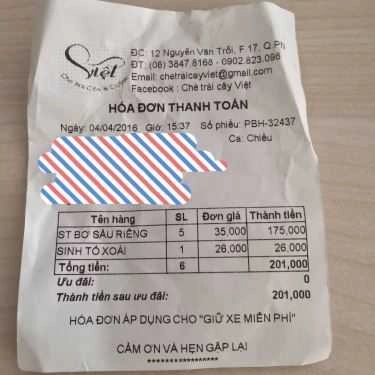 Việt
ĐC: 12 Nguyễn Văn Trỗi, F.17, Q.PN
ĐT: (08) 3847.8168 - 0902.823.096
Email: chetraicayviet@gmail.com
Facebook : Chè trái cây Việt
HÓA ĐƠN THANH TOÁN
Ngày: 04/04/2016 Giờ: 15:37 Số phiếu: PBH-32437
Ca: Chiều
Tên hàng SL Đơn giá Thành tiền
ST BƠ SẦU RIÊNG 5 35,000 175,000
SINH TỐ XOÀI 1 26,000 26,000
Tổng tiền: 6 201,000
Ưu đãi: 0
Thành tiền sau ưu đãi: 201,000
HÓA ĐƠN ÁP DỤNG CHO "GIỮ XE MIỄN PHÍ"
CẢM ƠN VÀ HẸN GẶP LẠI
*****************